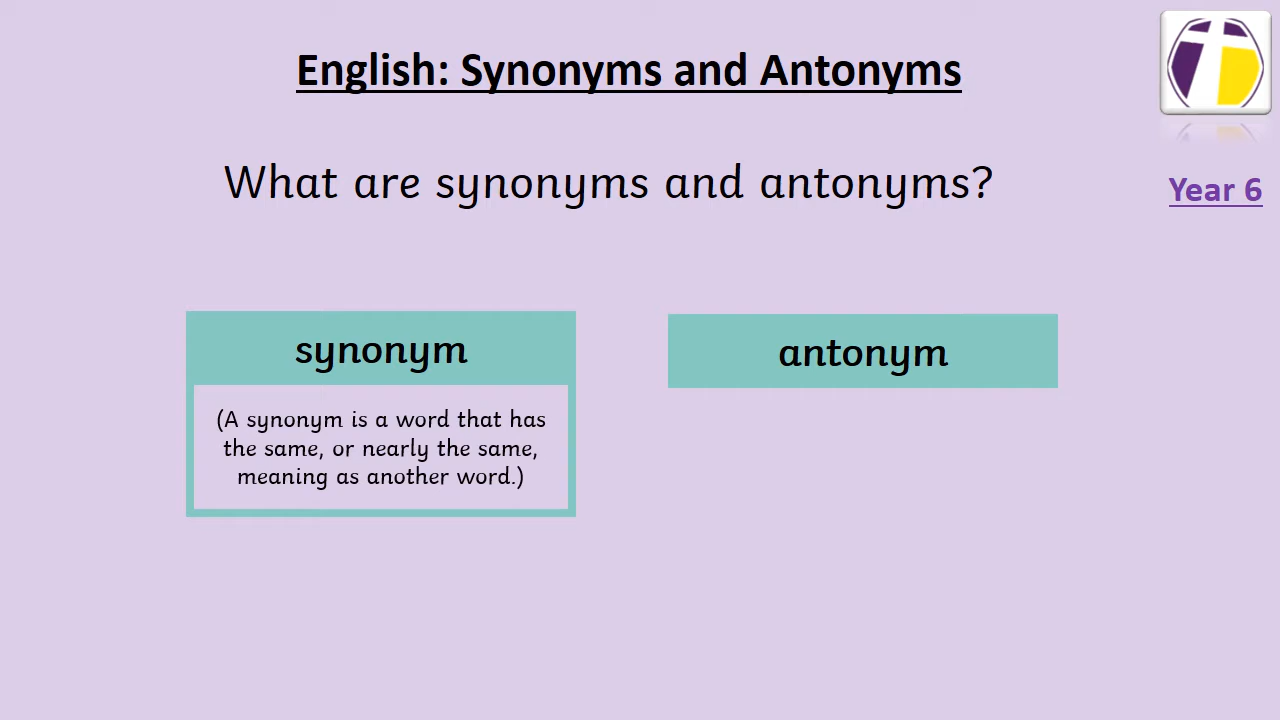 English: Synonyms and Antonyms
What are synonyms and antonyms?
Year 6
synonym
(A synonym is a word that has
the same, or nearly the same,
meaning as another word.)
antonym